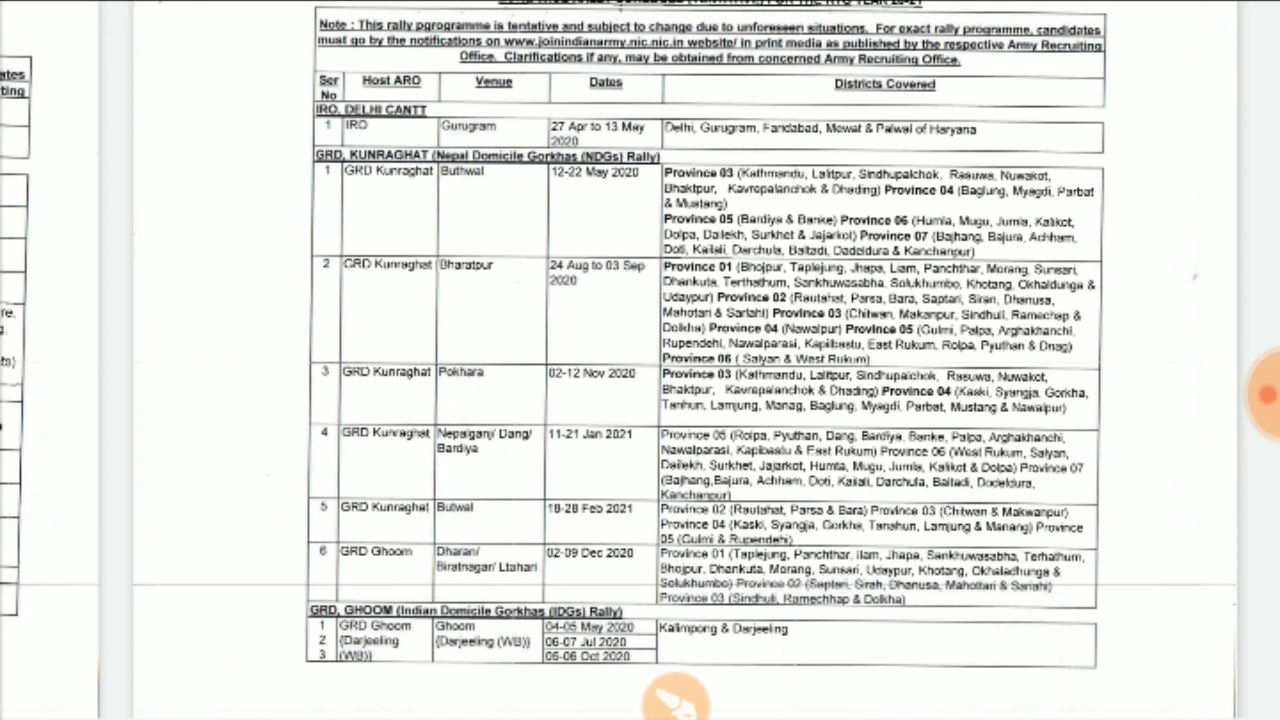 Note : This rally pgrogramme is tentative and subject to change due to unforeseen situations. For exact rally programme, candidates
must go by the notifications on www.joinindianarmy.nic.nic.in website/ in print media as published by the respective Army Recruiting
Office. Clarifications if any, may be obtained from concerned Army Recruiting Office.
Ser No Host ARO Venue Dates Districts Covered
IRO, DELHI CANTT
1 IRO Gurugram 27 Apr to 13 May Delhi, Gurugram, Faridabad, Mewat & Palwal of Haryana
2020
GRD, KUNRAGHAT (Nepal Domicile Gorkhas (NDGs) Rally)
1 GRD Kunraghat Buthwal 12-22 May 2020 Province 03 (Kathmandu, Lalitpur, Sindhupalchok, Rasuwa, Nuwakot,
Bhaktpur, Kavrepalanchok & Dhading) Province 04 (Baglung, Myagdi, Parbat
& Mustang)
Province 05 (Bardiya & Banke) Province 06 (Humla, Mugu, Jumla, Kalikot,
Dolpa, Dailekh, Surkhet & Jajarkot) Province 07 (Bajhang, Bajura, Achham,
Doti, Kailali, Darchula, Baitadi, Dadeldura & Kanchanpur)
2 GRD Kunraghat Bharatpur 24 Aug to 03 Sep Province 01 (Bhojpur, Taplejung, Jhapa, Liam, Panchthar, Morang, Sunsari,
2020 Dhankuta, Terthathum, Sankhuwasabha, Solukhumbo, Khotang, Okhaldunga &
Udaypur) Province 02 (Rautahat, Parsa, Bara, Saptari, Siran, Dhanusa,
Mahotari & Sarlahi) Province 03 (Chitwan, Makanpur, Sindhuli, Ramechap &
Dolkha) Province 04 (Nawalpur) Province 05 (Gulmi, Palpa, Arghakhanchi,
Rupendehi, Nawalparasi, Kapilbastu, East Rukum, Rolpa, Pyuthan & Dnag)
Province 06 ( Salyan & West Rukum)
3 GRD Kunraghat Pokhara 02-12 Nov 2020 Province 03 (Kathmandu, Lalitpur, Sindhupalchok, Rasuwa, Nuwakot,
Bhaktpur, Kavrepalanchok & Dhading) Province 04 (Kaski, Syangja, Gorkha,
Tanhun, Lamjung, Manag, Baglung, Myagdi, Parbat, Mustang & Nawalpur)
4 GRD Kunraghat Nepalganj/ Dang/ 11-21 Jan 2021 Province 05 (Rolpa, Pyuthan, Dang, Bardiya, Banke, Palpa, Arghakhanchi,
Bardiya Nawalparasi, Kapibastu & East Rukum) Province 06 (West Rukum, Salyan,
Dailekh, Surkhet, Jajarkot, Humta, Mugu, Jumla, Kalikot & Dolpa) Province 07
(Bajhang,Bajura, Achham, Doti, Kailali, Darchula, Baitadi, Dodeldura,
Kanchanpur)
5 GRD Kunraghat Butwal 18-28 Feb 2021 Province 02 (Rautahat, Parsa & Bara) Province 03 (Chitwan & Makwanpur)
Province 04 (Kaski, Syangja, Gorkha, Tanahun, Lamjung & Manang) Province
05 (Gulmi & Rupendehi)
6 GRD Ghoom Dharan/ 02-09 Dec 2020 Province 01 (Taplejung, Panchthar, Ilam, Jhapa, Sankhuwasabha, Terhathum,
Biratnagar/ Ltahari Bhojpur, Dhankuta, Morang, Sunsari, Udaypur, Khotang, Okhaladhunga &
Solukhumbo) Province 02 (Saptari, Sirah, Dhanusa, Mahottari & Sarlahi)
Province 03 (Sindhuli, Ramechhap & Dolkha)
GRD, GHOOM (Indian Domicile Gorkhas (IDGs) Rally)
1 GRD Ghoom Ghoom 04-05 May 2020 Kalimpong & Darjeeling
2 (Darjeeling (Darjeeling (WB)) 06-07 Jul 2020
3 (WB)) 05-06 Oct 2020